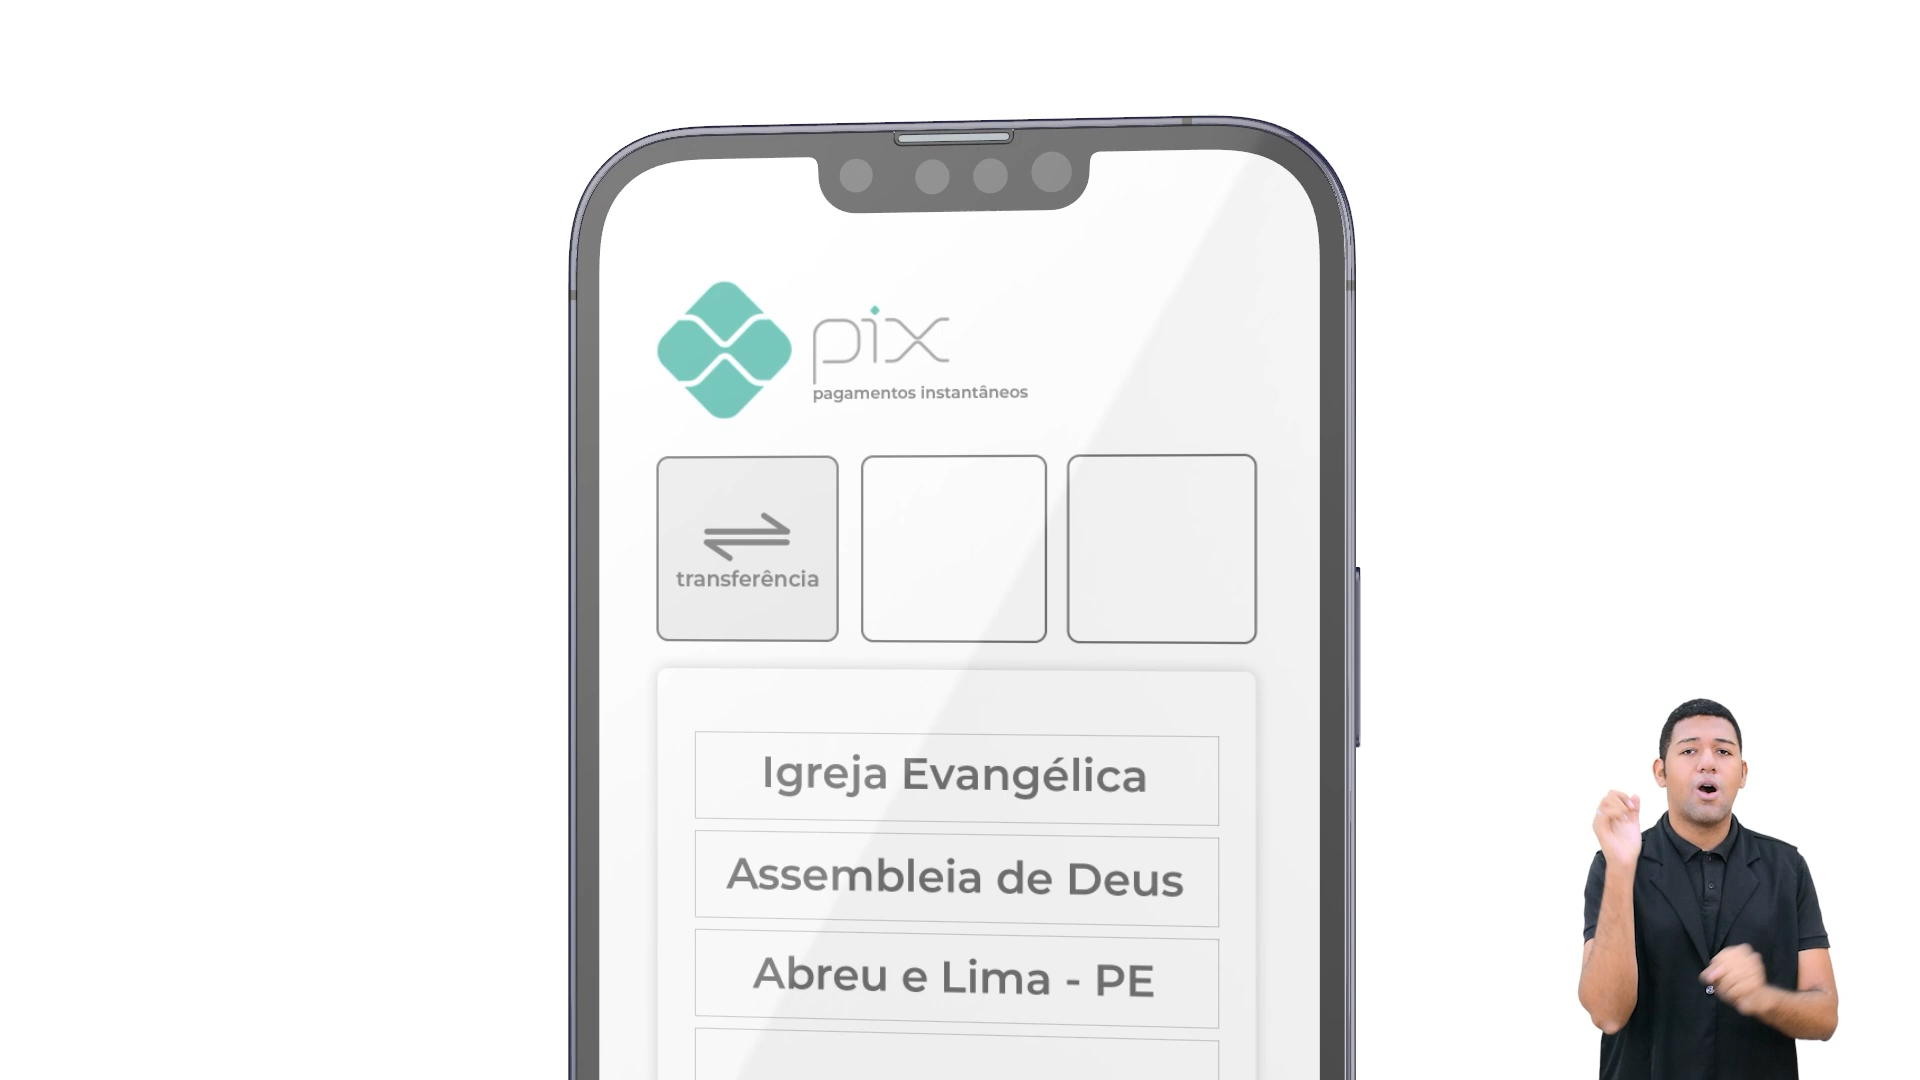 pix
pagamentos instantâneos
transferência
Igreja Evangélica
Assembleia de Deus
Abreu e Lima - PE